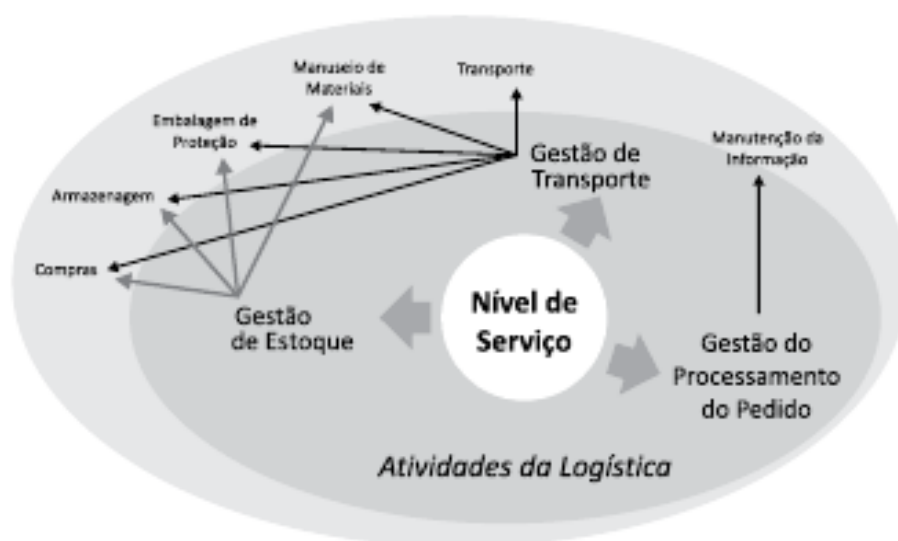 Manuseio de
Materiais
Transporte
Embalagem de
Proteção
Manutenção da
Informação
Gestão de
Transporte
Armazenagem
Compras
Nível de
Serviço
Gestão
de Estoque
Gestão do
Processamento
do Pedido
Atividades da Logística